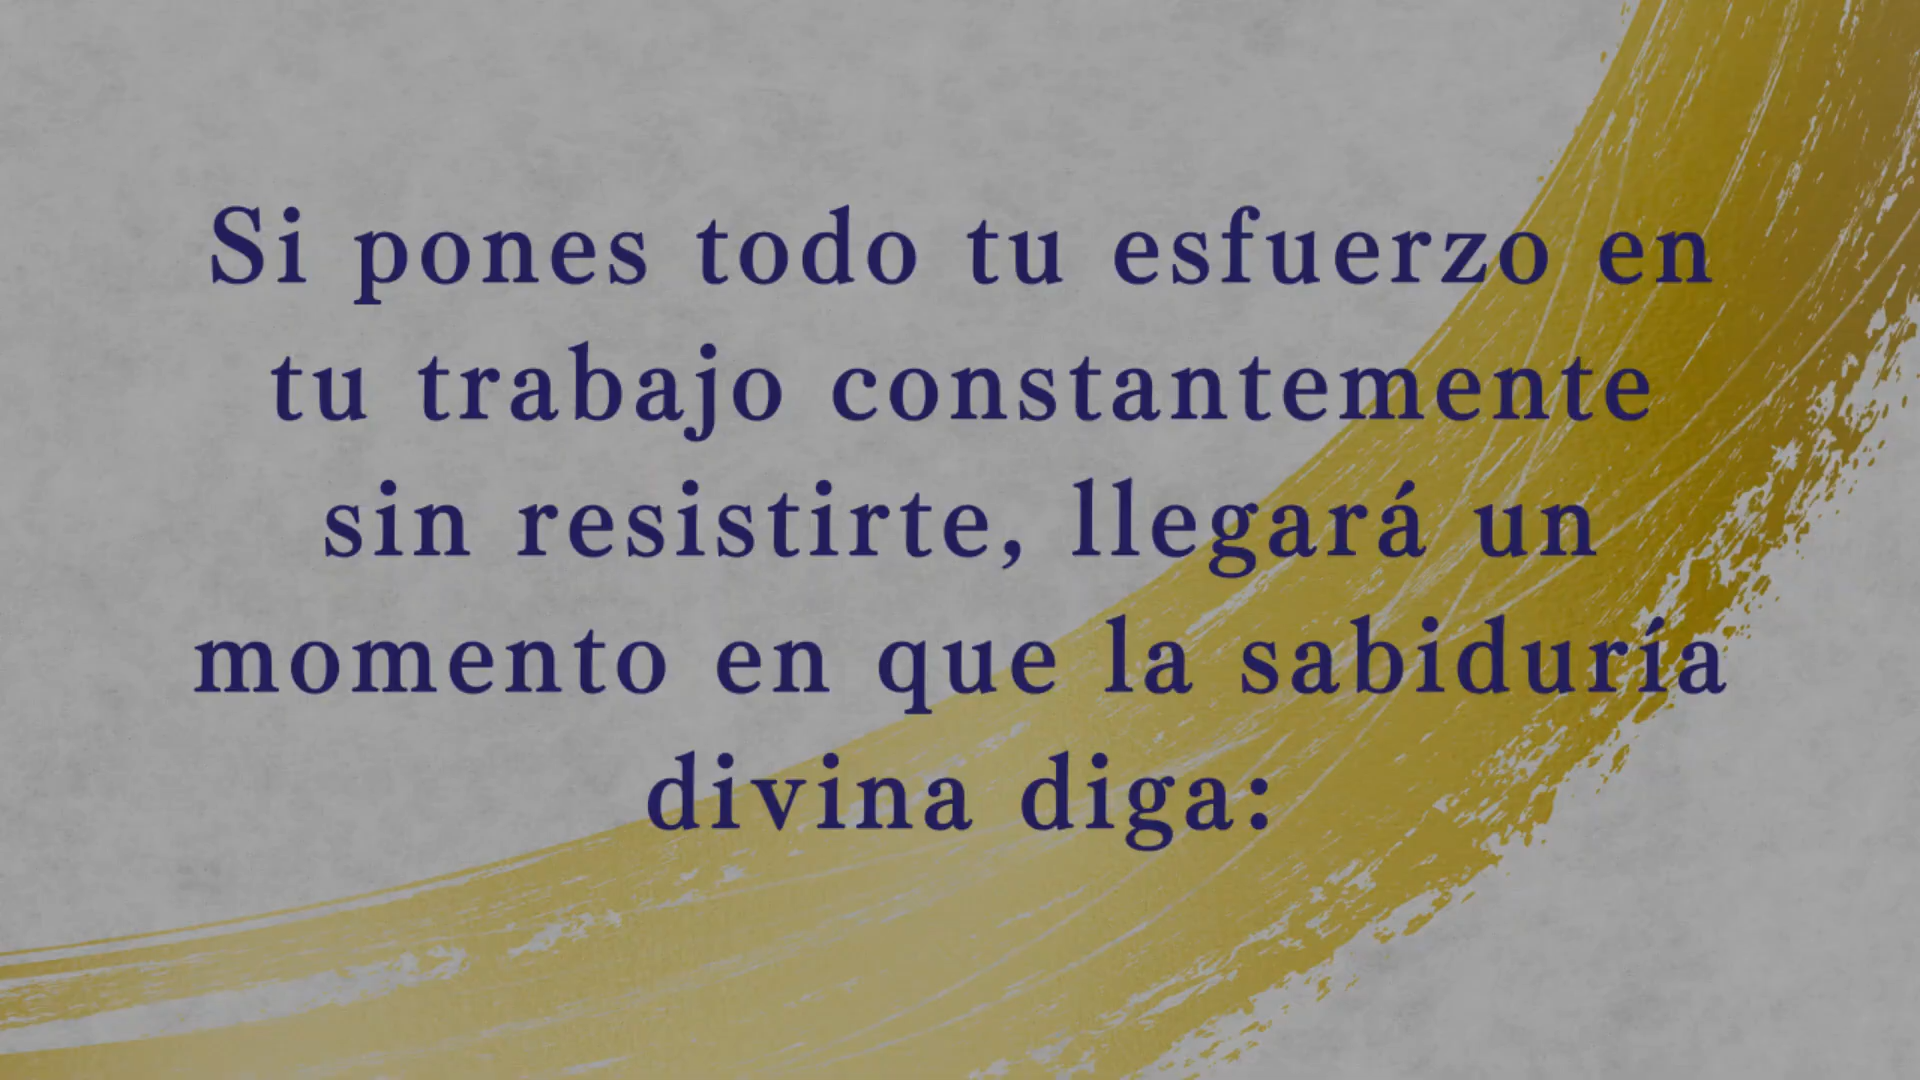 Si pones todo tu esfuerzo en
tu trabajo constantemente
sin resistirte, llegará un
momento en que la sabiduría
divina diga: